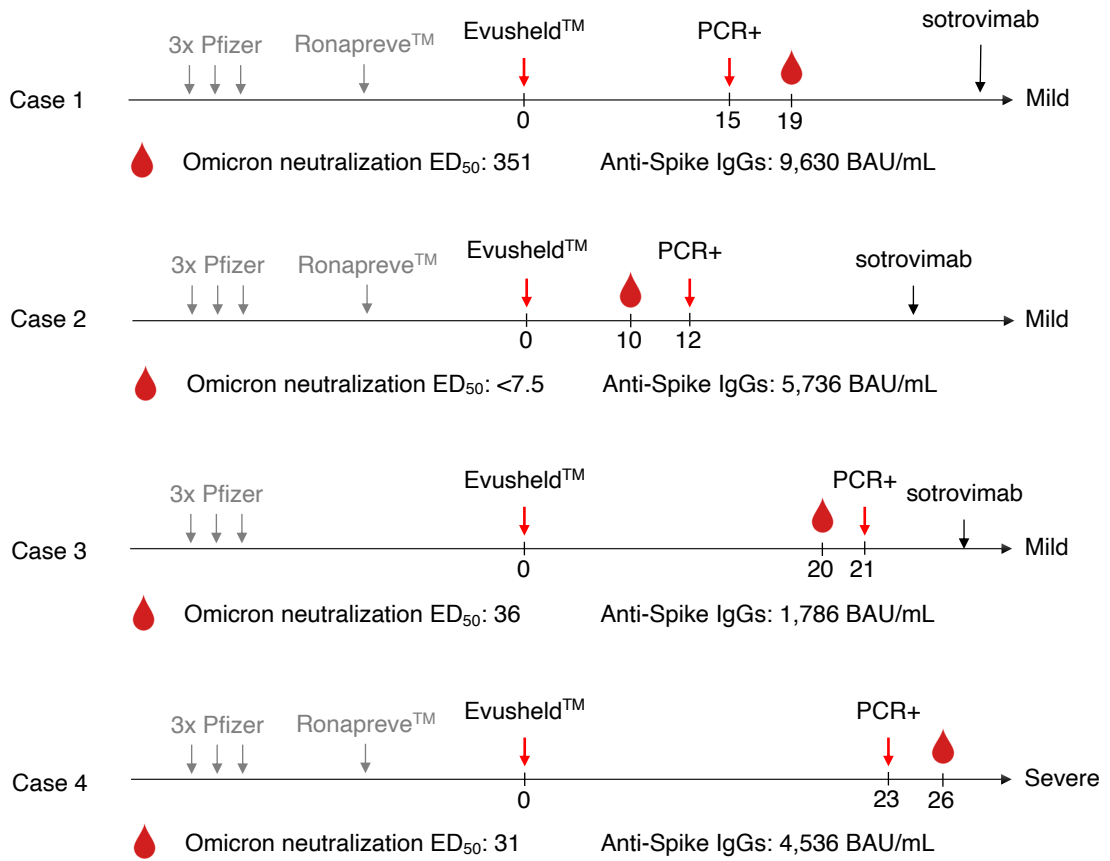 sotrovimab
Evusheld™ PCR+
3x Pfizer Ronapreve™
Case 1 Mild
0 15 19
Omicron neutralization ED₅₀: 351 Anti-Spike IgGs: 9,630 BAU/mL
Evusheld™ PCR+
3x Pfizer Ronapreve™ sotrovimab
Case 2 Mild
0 10 12
Omicron neutralization ED₅₀: <7.5 Anti-Spike IgGs: 5,736 BAU/mL
Evusheld™ PCR+
3x Pfizer sotrovimab
Case 3 Mild
0 20 21
Omicron neutralization ED₅₀: 36 Anti-Spike IgGs: 1,786 BAU/mL
Evusheld™ PCR+
3x Pfizer Ronapreve™
Case 4 Severe
0 23 26
Omicron neutralization ED₅₀: 31 Anti-Spike IgGs: 4,536 BAU/mL